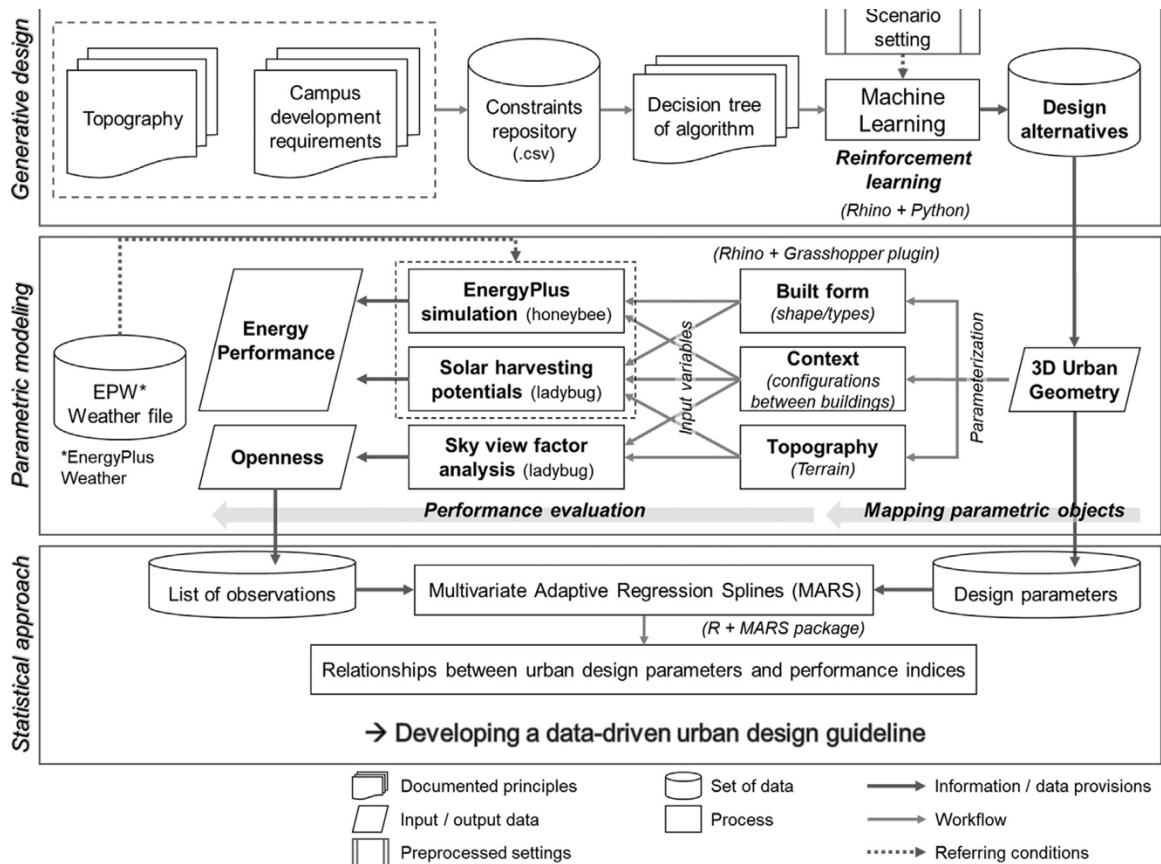 Generative design
Topography
Campus
development
requirements
Constraints
repository
(.csv)
Decision tree
of algorithm
Scenario
setting
Machine
Learning
Reinforcement
learning
(Rhino + Python)
Design
alternatives
Parametric modeling
EPW*
Weather file
*EnergyPlus
Weather
Energy
Performance
Openness
EnergyPlus
simulation (honeybee)
Solar harvesting
potentials (ladybug)
Sky view factor
analysis (ladybug)
Input variables
(Rhino + Grasshopper plugin)
Built form
(shape/types)
Context
(configurations
between buildings)
Topography
(Terrain)
Parameterization
3D Urban
Geometry
Performance evaluation
Mapping parametric objects
Statistical approach
List of observations
Multivariate Adaptive Regression Splines (MARS)
Design parameters
(R + MARS package)
Relationships between urban design parameters and performance indices
→ Developing a data-driven urban design guideline
Documented principles
Set of data
Information / data provisions
Input / output data
Process
Workflow
Preprocessed settings
Referring conditions